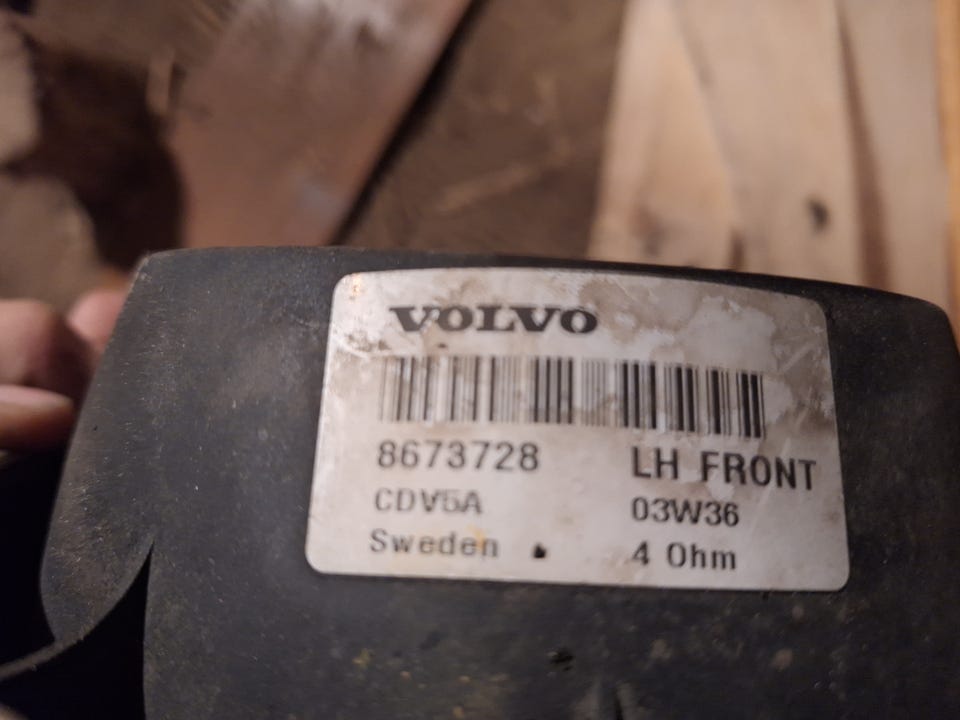 VOLVO
8673728 LH FRONT
CDV5A 03W36
Sweden 4 Ohm